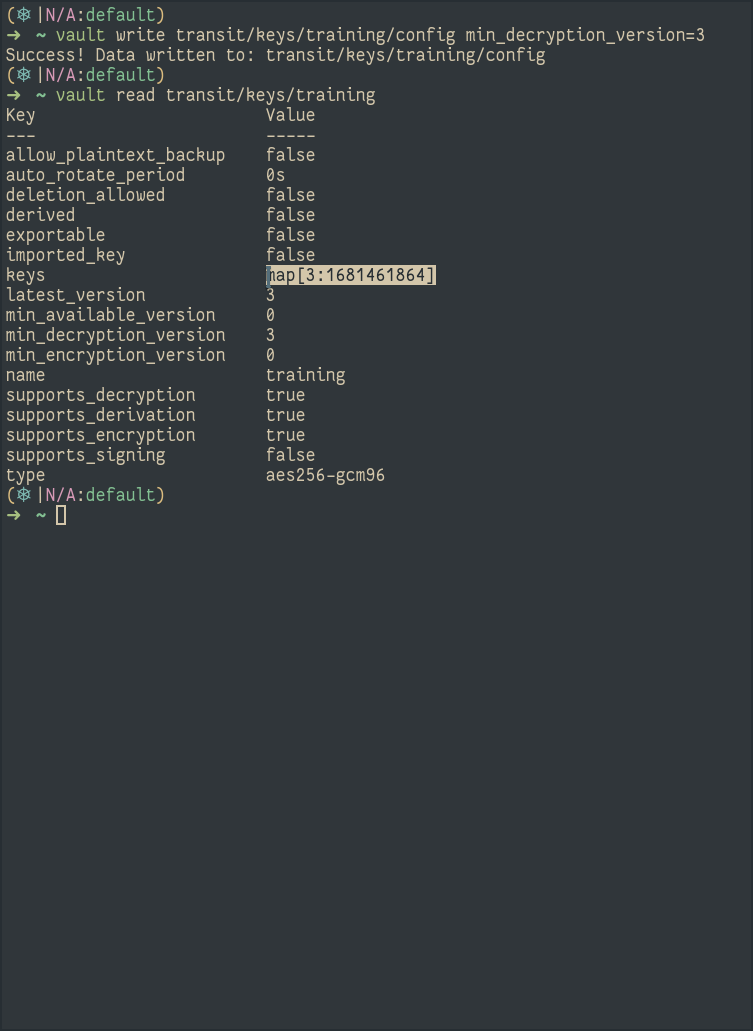 (⎈|N/A:default)
➜ ~ vault write transit/keys/training/config min_decryption_version=3
Success! Data written to: transit/keys/training/config
(⎈|N/A:default)
➜ ~ vault read transit/keys/training
Key Value
--- -----
allow_plaintext_backup false
auto_rotate_period 0s
deletion_allowed false
derived false
exportable false
imported_key false
keys map[3:1681461864]
latest_version 3
min_available_version 0
min_decryption_version 3
min_encryption_version 0
name training
supports_decryption true
supports_derivation true
supports_encryption true
supports_signing false
type aes256-gcm96
(⎈|N/A:default)
➜ ~